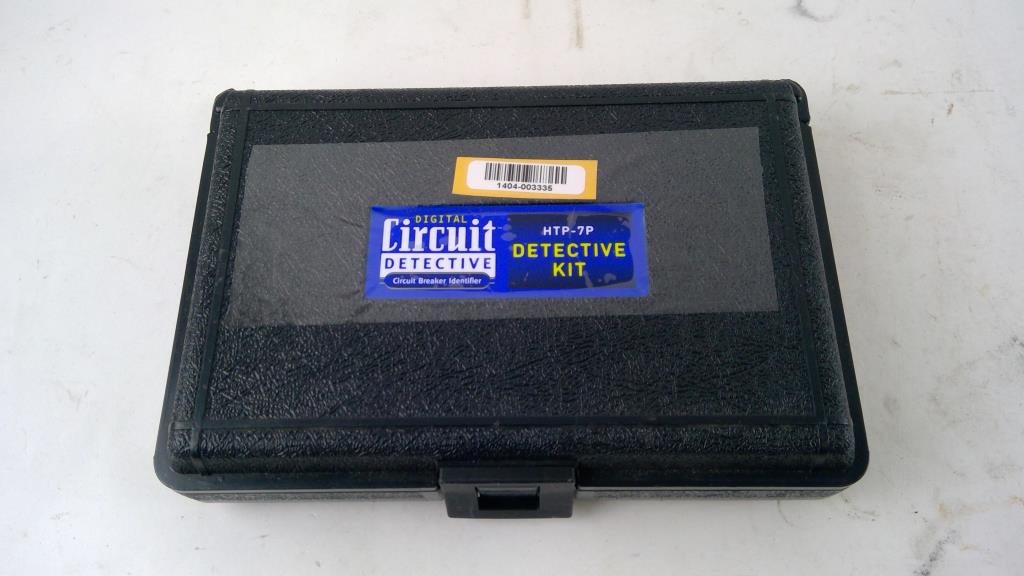 1404-003335
DIGITAL
Circuit
DETECTIVE
Circuit Breaker Identifier
HTP-7P
DETECTIVE
KIT